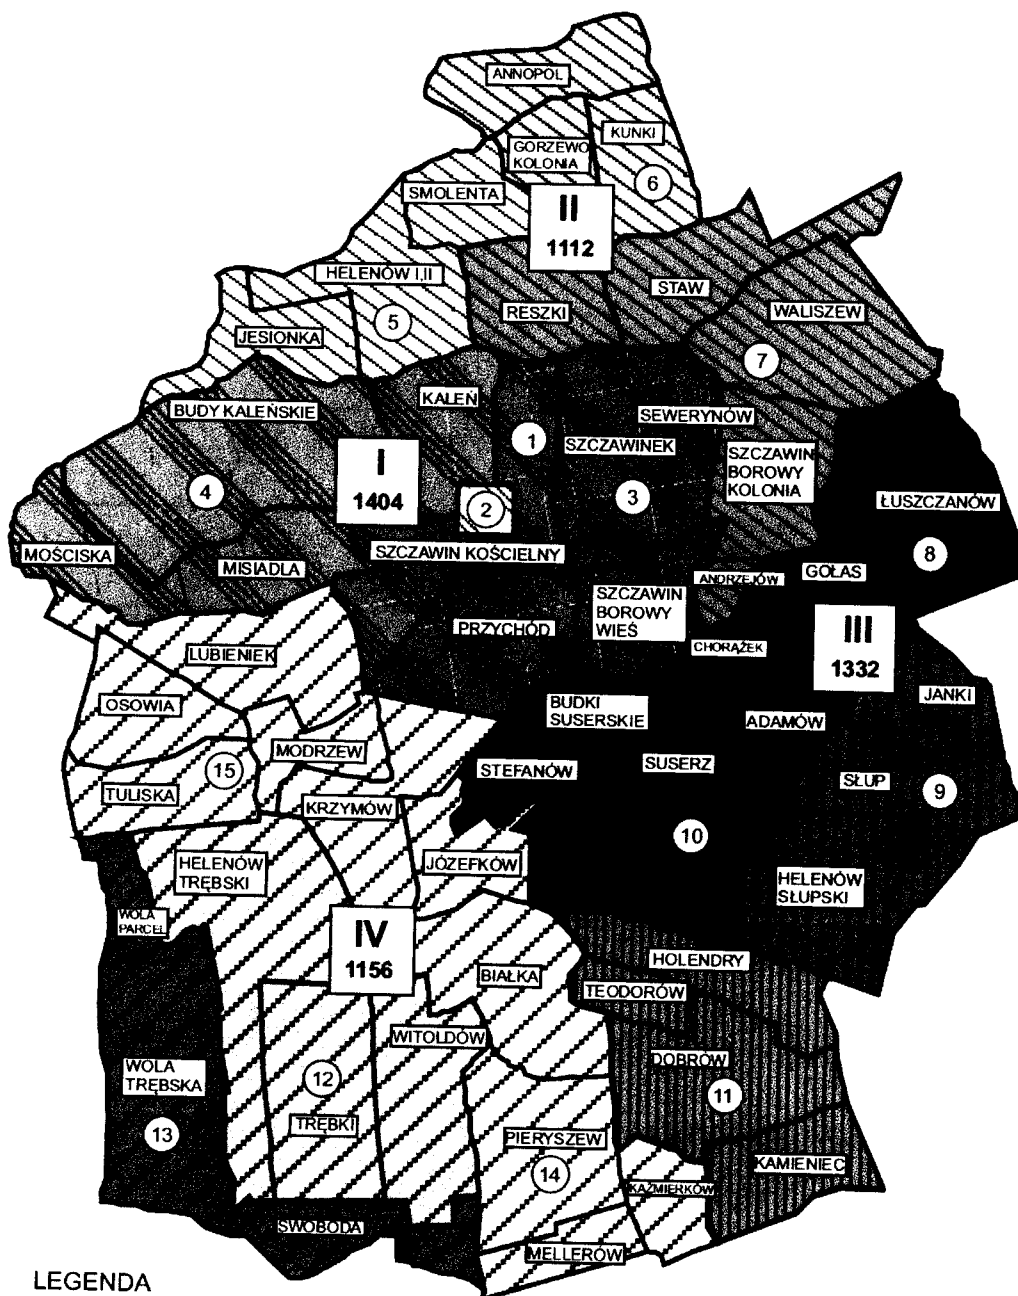 ANNOPOL
KUNKI
GORZEWO
KOLONIA
6
SMOLENTA
II
1112
HELENÓW I,II
STAW
RESZKI
WALISZEW
5
JESIONKA
7
KALEŃ
BUDY KALEŃSKIE
SEWERYNÓW
1
SZCZAWINEK
I
1404
SZCZAWIN
BOROWY
KOLONIA
4
2
3
ŁUSZCZANÓW
MOŚCISKA
SZCZAWIN KOŚCIELNY
8
MISIADLA
GOŁAS
ANDRZEJÓW
SZCZAWIN
BOROWY
WIEŚ
PRZYCHÓD
III
1332
LUBIENIEK
CHORĄŻEK
JANKI
OSOWIA
BUDKI
SUSERSKIE
ADAMÓW
MODRZEW
15
STEFANÓW
SUSERZ
SŁUP
TULISKA
9
KRZYMÓW
10
HELENÓW
TRĘBSKI
JÓZEFKÓW
HELENÓW
SŁUPSKI
WOLA
PARCEL
IV
1156
HOLENDRY
BIAŁKA
TEODORÓW
WITOLDÓW
WOLA
TRĘBSKA
DOBRÓW
12
11
TRĘBKI
13
PIERYSZEW
14
KAMIENIEC
KAŹMIERKÓW
SWOBODA
MELLERÓW
LEGENDA